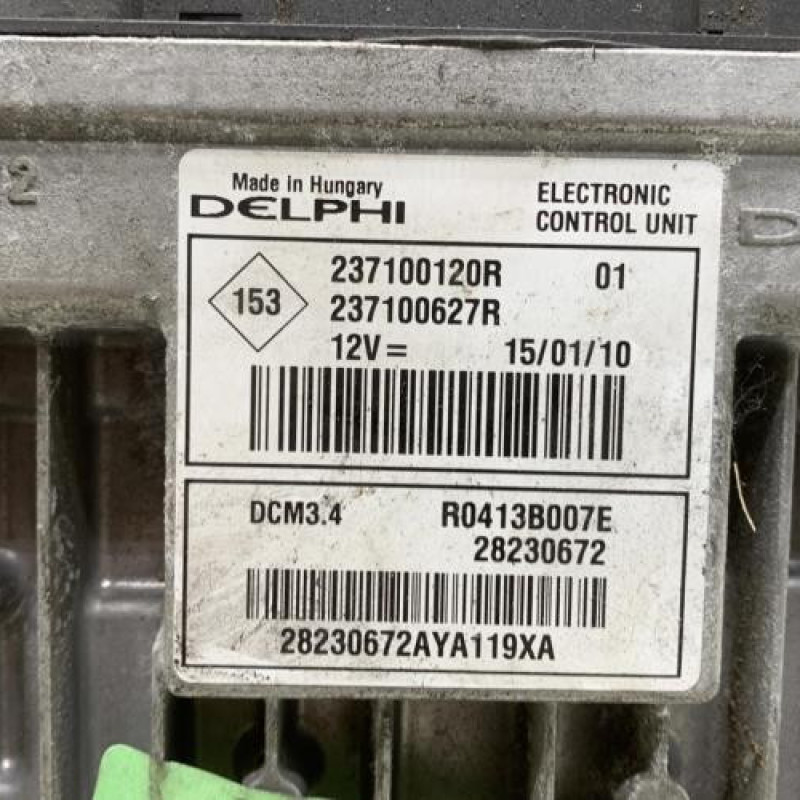 2
Made in Hungary
DELPHI
ELECTRONIC
CONTROL UNIT
D
153
237100120R 01
237100627R
12V= 15/01/10
DCM3.4 R0413B007E
28230672
28230672AYA119XA